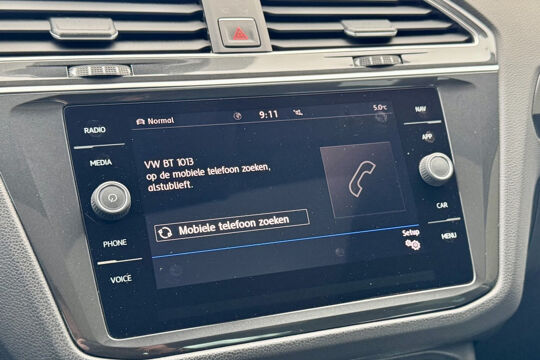 Normal
9:11
5.0°C
NAV
RADIO
APP
MEDIA
VW BT 1013
op de mobiele telefoon zoeken,
alstublieft.
Mobiele telefoon zoeken
CAR
PHONE
Setup
MENU
VOICE